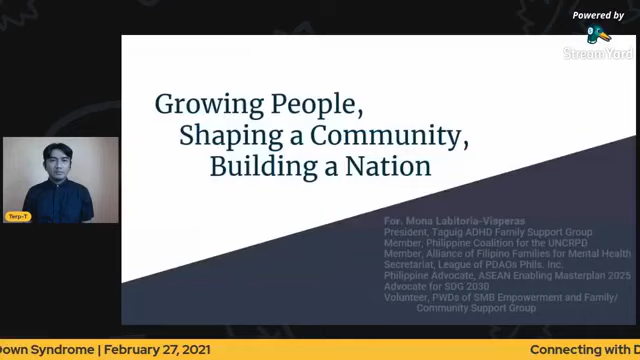 Powered by
StreamYard
Growing People,
Shaping a Community,
Building a Nation
For. Mona Labitoria-Visperas
President, Taguig ADHD Family Support Group
Member, Philippine Coalition for the UNCRPD
Member, Alliance of Filipino Families for Mental Health
Secretariat, League of PDAOs Phils. Inc.
Philippine Advocate, ASEAN Enabling Masterplan 2025
Advocate for SDG 2030
Volunteer, PWDs of SMB Empowerment and Family/
Community Support Group
Terp-T
Down Syndrome | February 27, 2021
Connecting with D